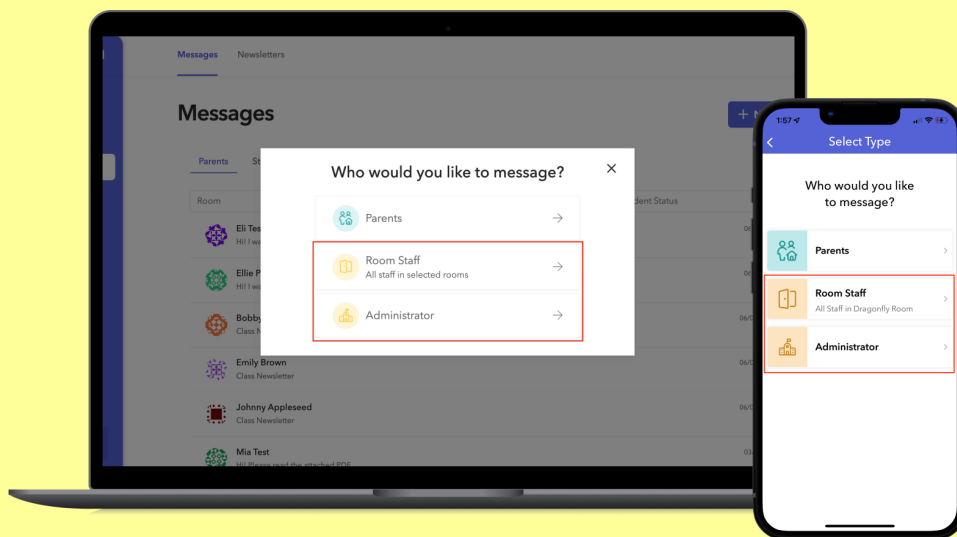 Messages Newsletters
Messages
Parents
Room
Eli
Hi! I
Ellie
Hi! I
Bobby
Class
Emily Brown
Class Newsletter
Johnny Appleseed
Class Newsletter
Mia Test
Hi! Please read the attached PDF
Status
Who would you like to message?
Parents
Room Staff
All staff in selected rooms
Administrator
1:57
Select Type
Who would you like
to message?
Parents
Room Staff
All Staff in Dragonfly Room
Administrator